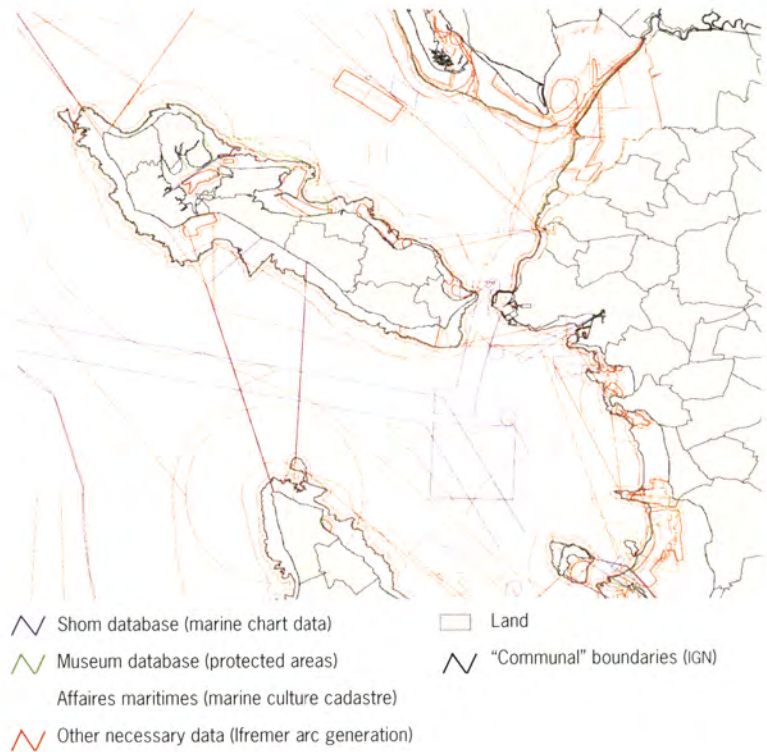 Shom database (marine chart data)
Museum database (protected areas)
Affaires maritimes (marine culture cadastre)
Other necessary data (Ifremer arc generation)
Land
“Communal” boundaries (IGN)